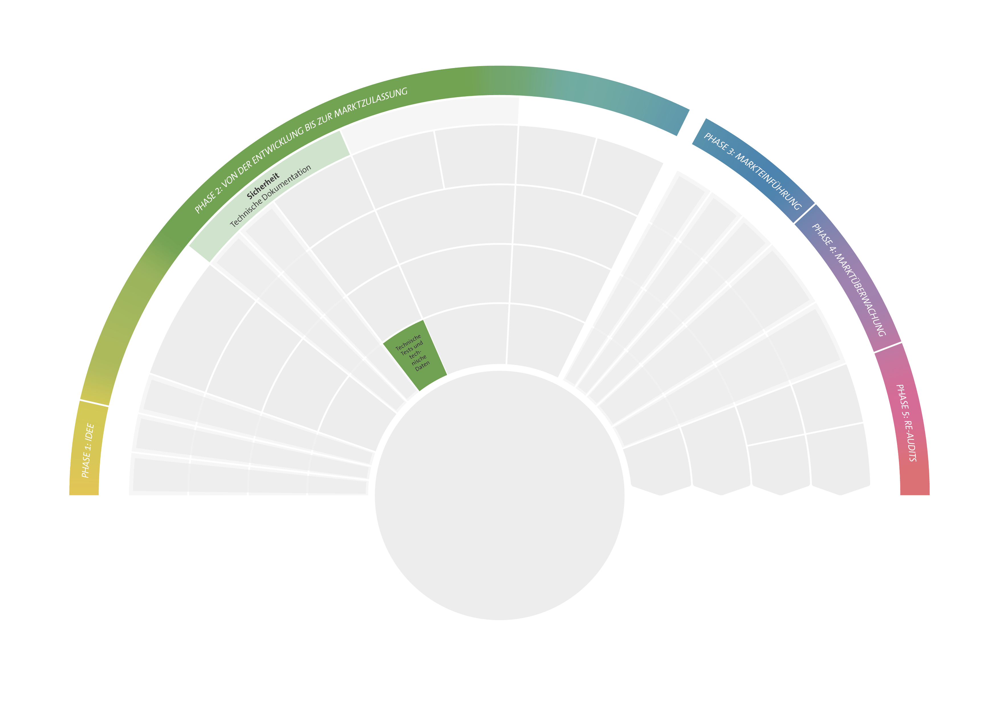 PHASE 1: IDEE
PHASE 2: VON DER ENTWICKLUNG BIS ZUR MARKTZULASSUNG
Sicherheit
Technische Dokumentation
Technische
Tests und
tech-
nische
Daten
PHASE 3: MARKTEINFÜHRUNG
PHASE 4: MARKTÜBERWACHUNG
PHASE 5: RE-AUDITS